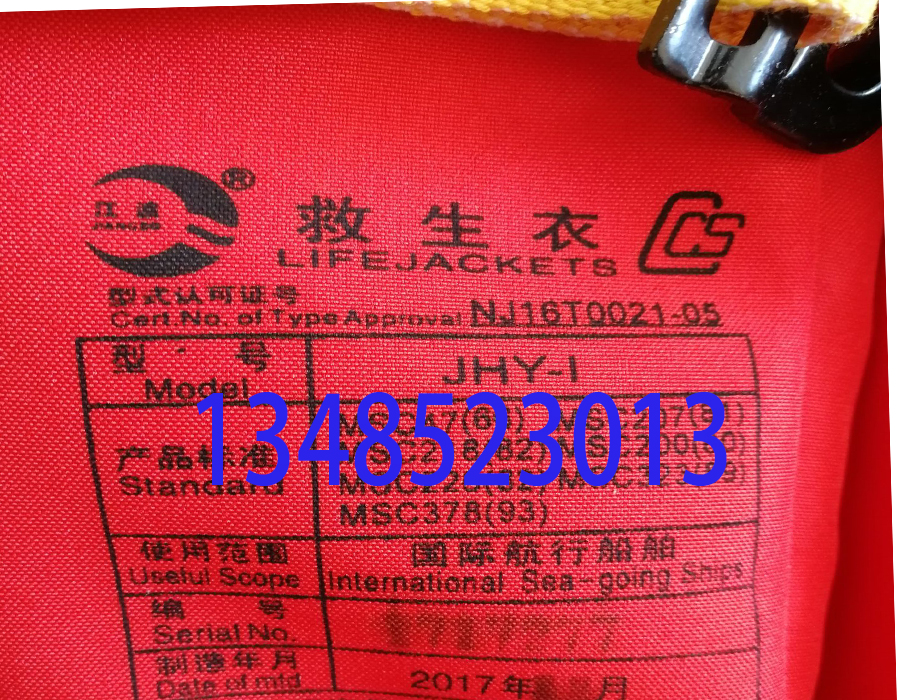 ®
救生衣
LIFEJACKETS
CCS
型式认可证号
Cert.No. of Type Approval NJ16T0021-05
型号
Model
JHY-I
1348523013
产品标准
Standard
MSC378(93)
使用范围
Useful Scope
国际航行船舶
International Sea-going Ships
编号
Serial No.
制造年月
Date of mfd
2017年 月